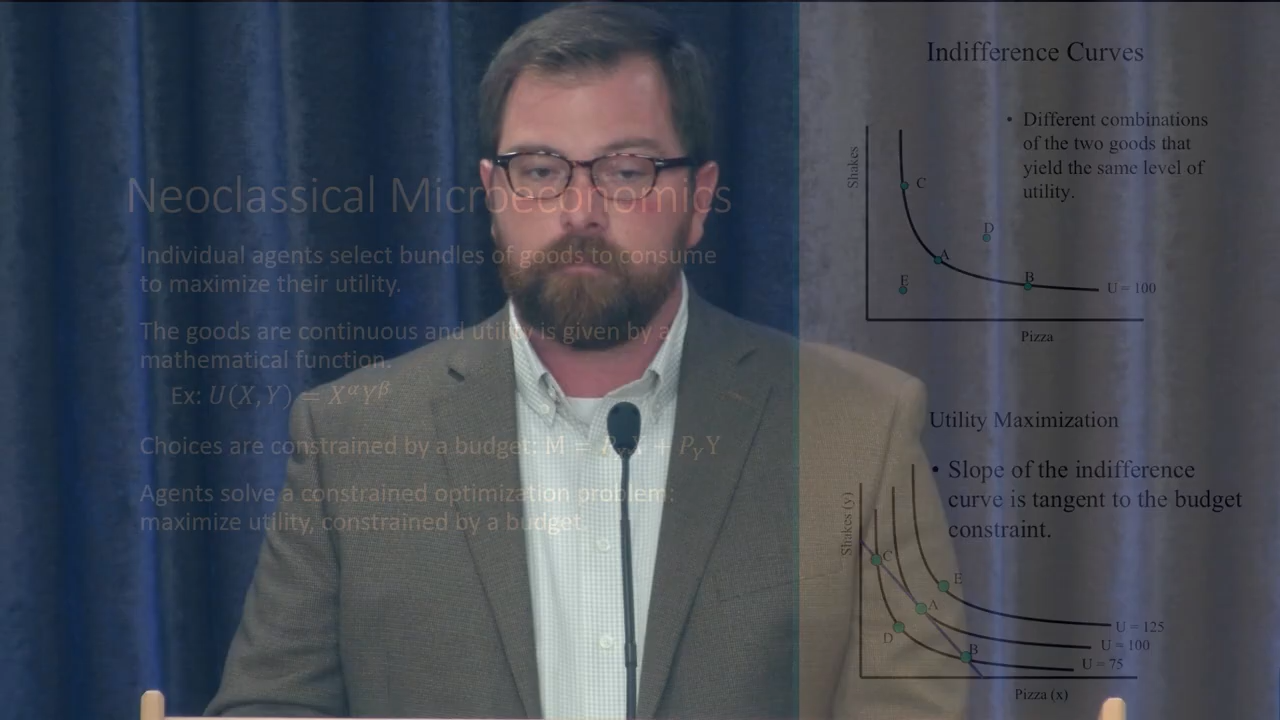 Neoclassical Microeconomics
Individual agents select bundles of goods to consume
to maximize their utility.
The goods are continuous and utility is given by a
mathematical function.
Ex: U(X,Y) = X^αY^β
Choices are constrained by a budget: M = P_XX + P_YY
Agents solve a constrained optimization problem:
maximize utility, constrained by a budget.
Indifference Curves
• Different combinations
of the two goods that
yield the same level of
utility.
Shakes
C
D
A
E
B
U = 100
Pizza
Utility Maximization
• Slope of the indifference
curve is tangent to the budget
constraint.
Shakes (y)
C
E
A
D
B
U = 125
U = 100
U = 75
Pizza (x)